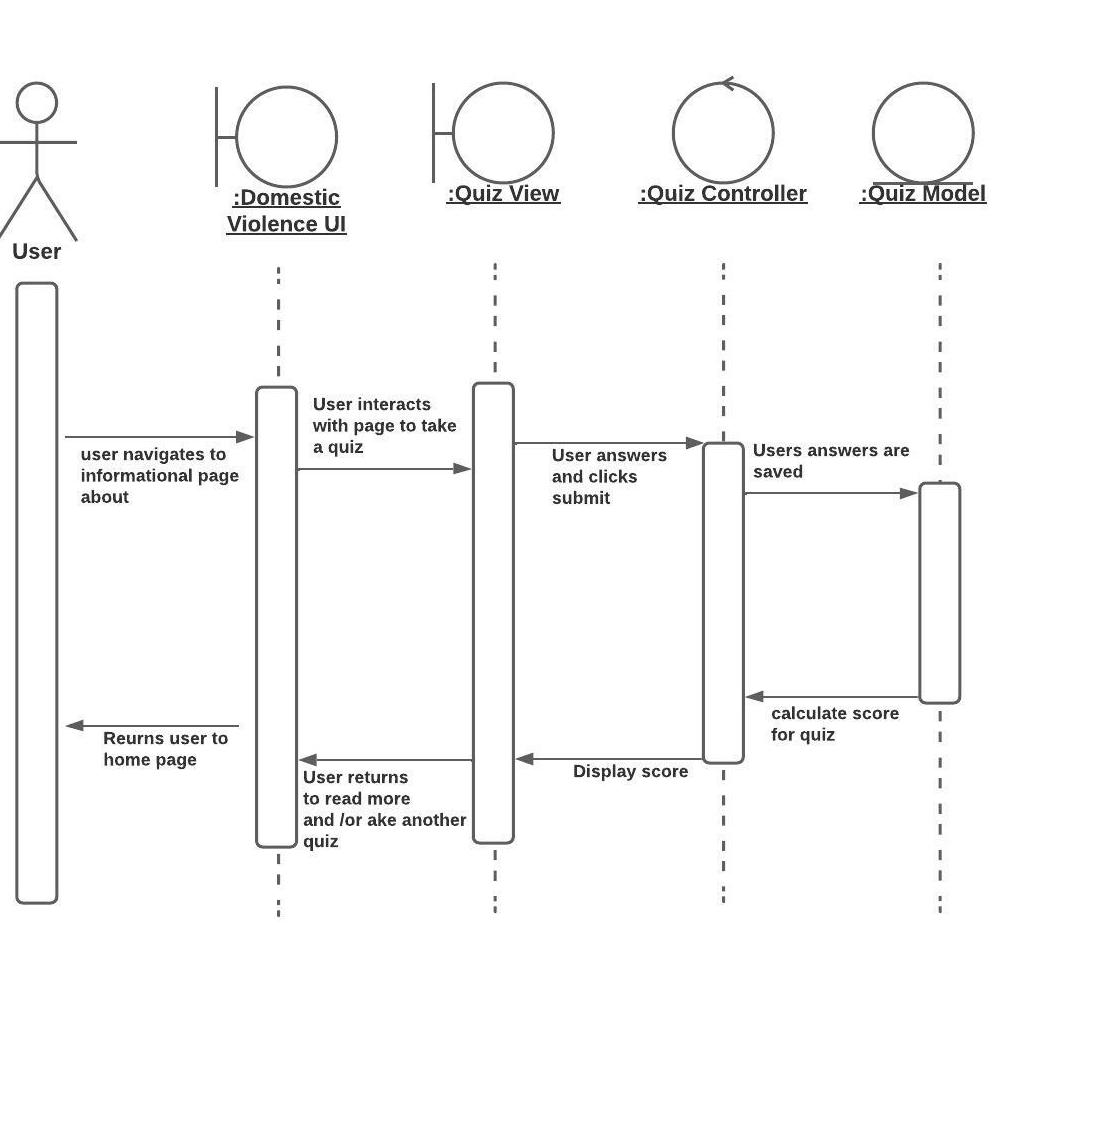 User
:Domestic
Violence UI
:Quiz View
:Quiz Controller
:Quiz Model
user navigates to
informational page
about
User interacts
with page to take
a quiz
User answers
and clicks
submit
Users answers are
saved
calculate score
for quiz
Display score
User returns
to read more
and /or ake another
quiz
Reurns user to
home page